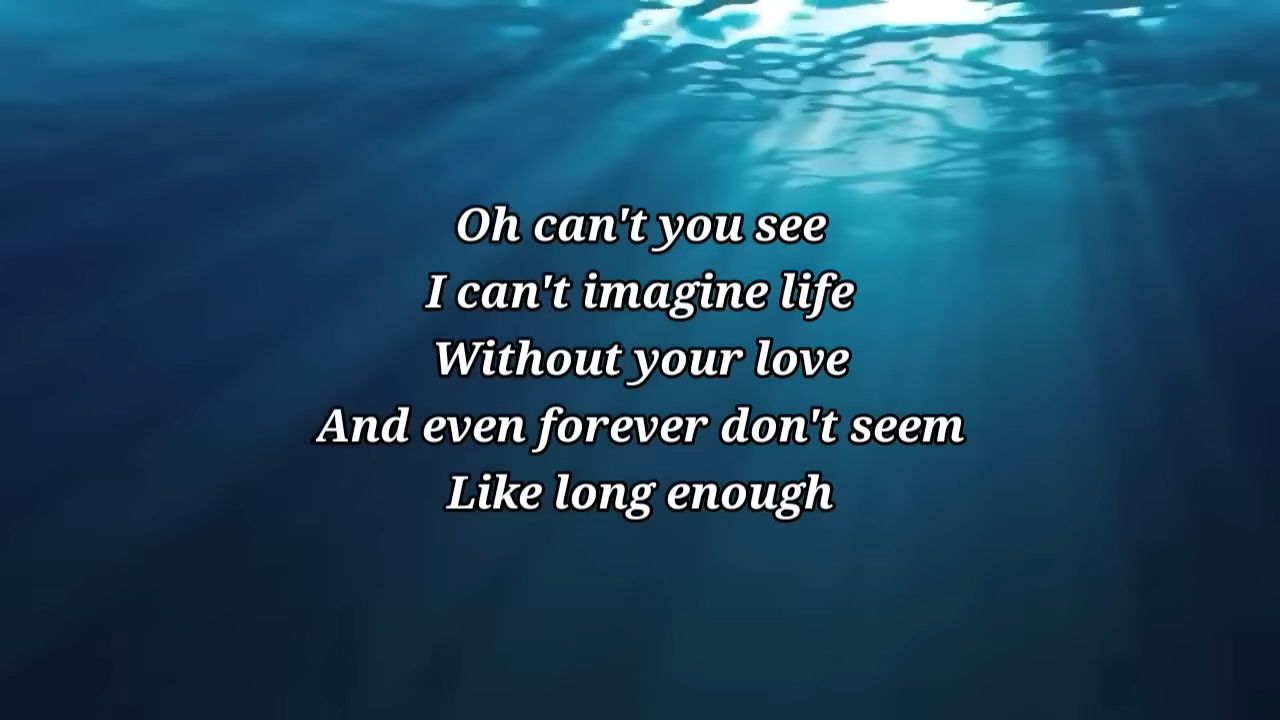 Oh can't you see
I can't imagine life
Without your love
And even forever don't seem
Like long enough